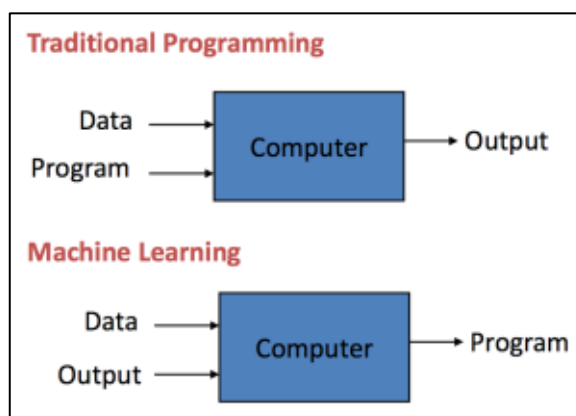 Traditional Programming
Data
Program
Computer
Output
Machine Learning
Data
Output
Computer
Program